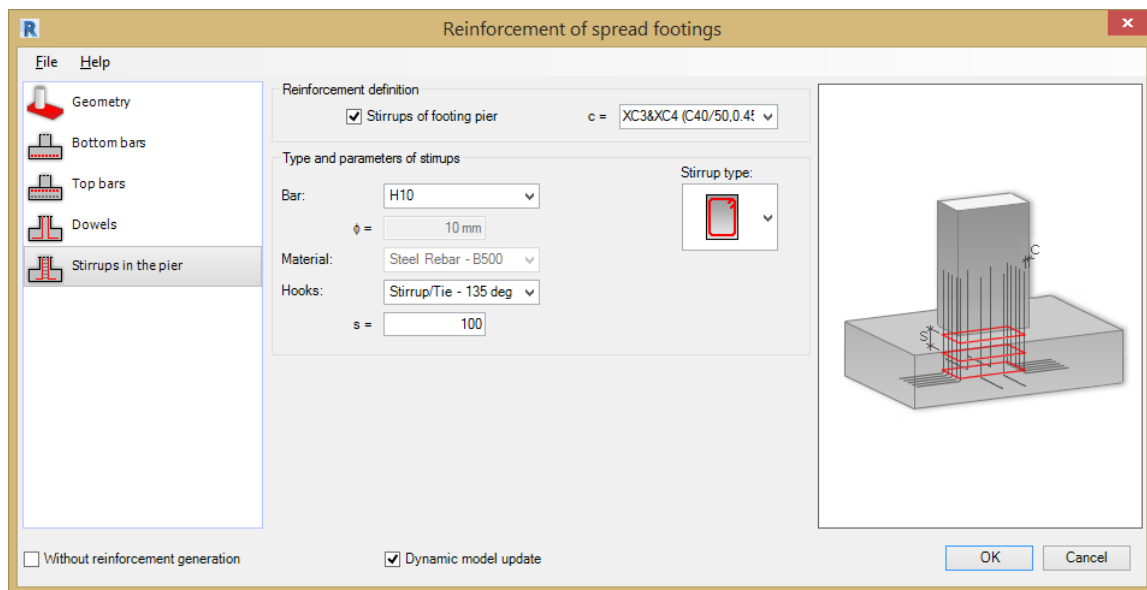 R
Reinforcement of spread footings
x
File Help
Geometry
Bottom bars
Top bars
Dowels
Stirrups in the pier
Reinforcement definition
Stirrups of footing pier c = XC3&XC4 (C40/50,0.45
Type and parameters of stirrups
Stirrup type:
Bar: H10
ϕ = 10 mm
Material: Steel Rebar - B500
Hooks: Stirrup/Tie - 135 deg
s = 100
C
S
Without reinforcement generation
Dynamic model update
OK Cancel